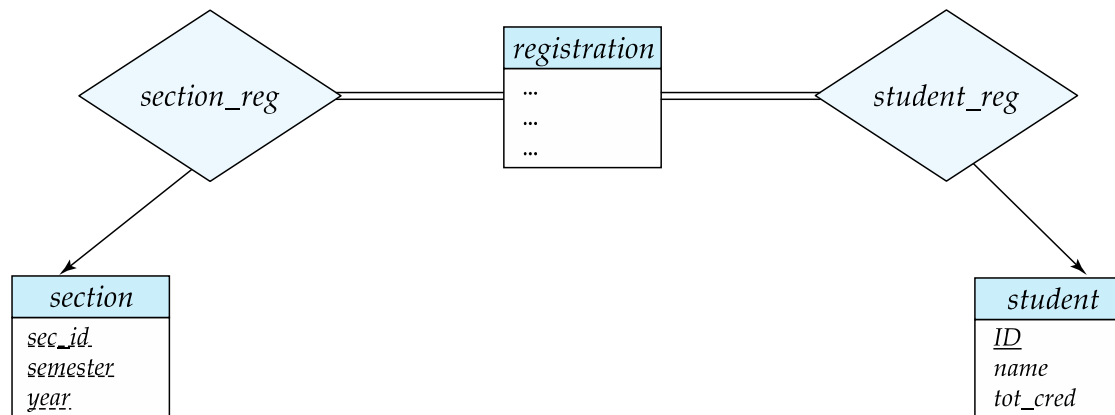 section_reg
registration
...
...
...
student_reg
section
sec_id
semester
year
student
ID
name
tot_cred